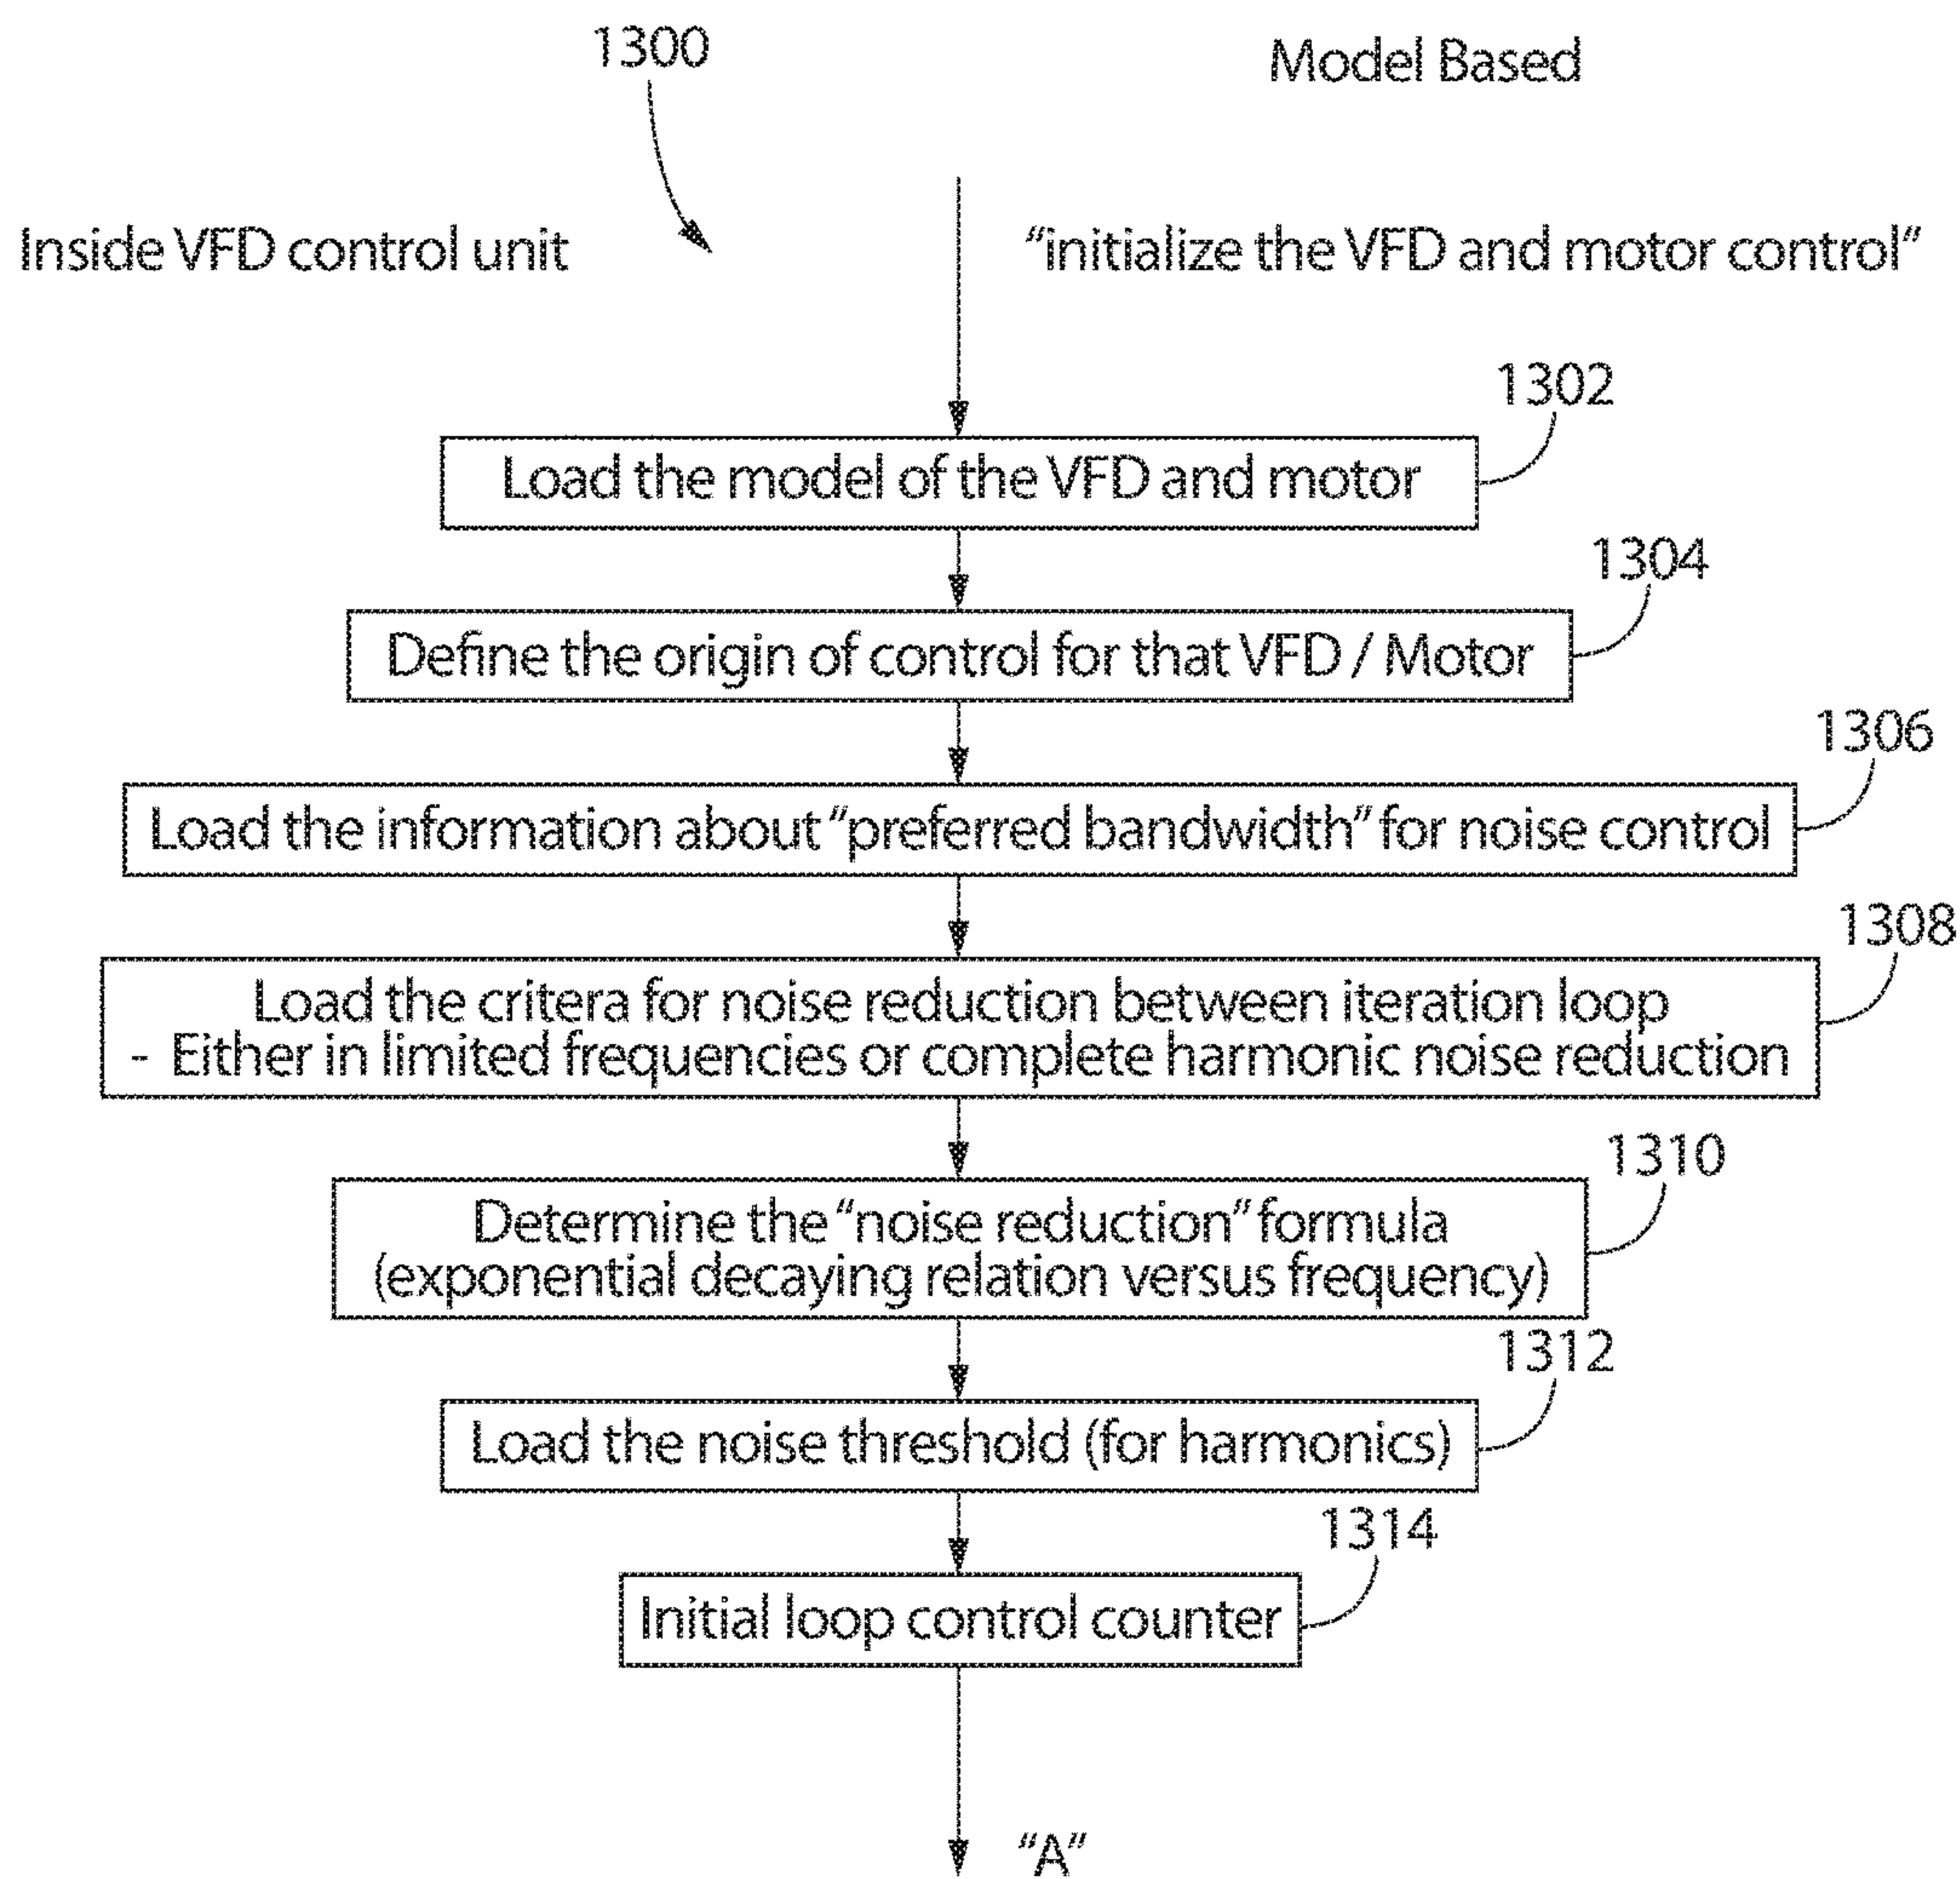 1300
Model Based
Inside VFD control unit
“initialize the VFD and motor control”
1302
Load the model of the VFD and motor
1304
Define the origin of control for that VFD / Motor
1306
Load the information about “preferred bandwidth” for noise control
1308
Load the critera for noise reduction between iteration loop
- Either in limited frequencies or complete harmonic noise reduction
1310
Determine the “noise reduction” formula
(exponential decaying relation versus frequency)
1312
Load the noise threshold (for harmonics)
1314
Initial loop control counter
“A”